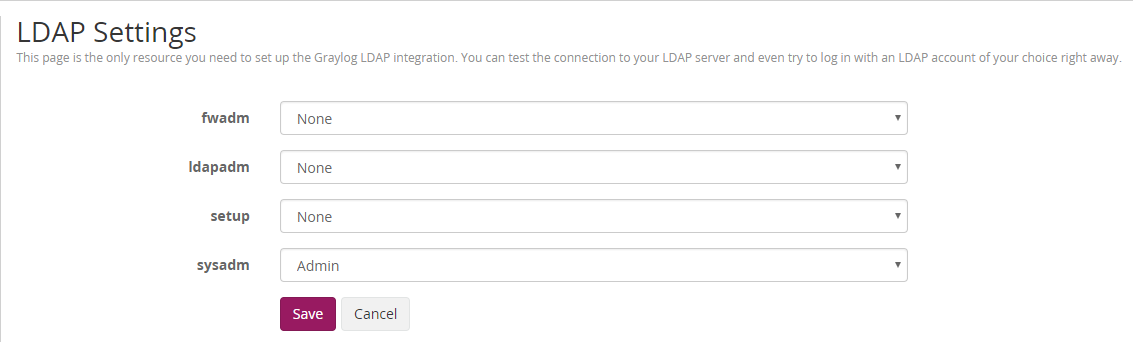 LDAP Settings
This page is the only resource you need to set up the Graylog LDAP integration. You can test the connection to your LDAP server and even try to log in with an LDAP account of your choice right away.
fwadm None
ldapadm None
setup None
sysadm Admin
Save Cancel